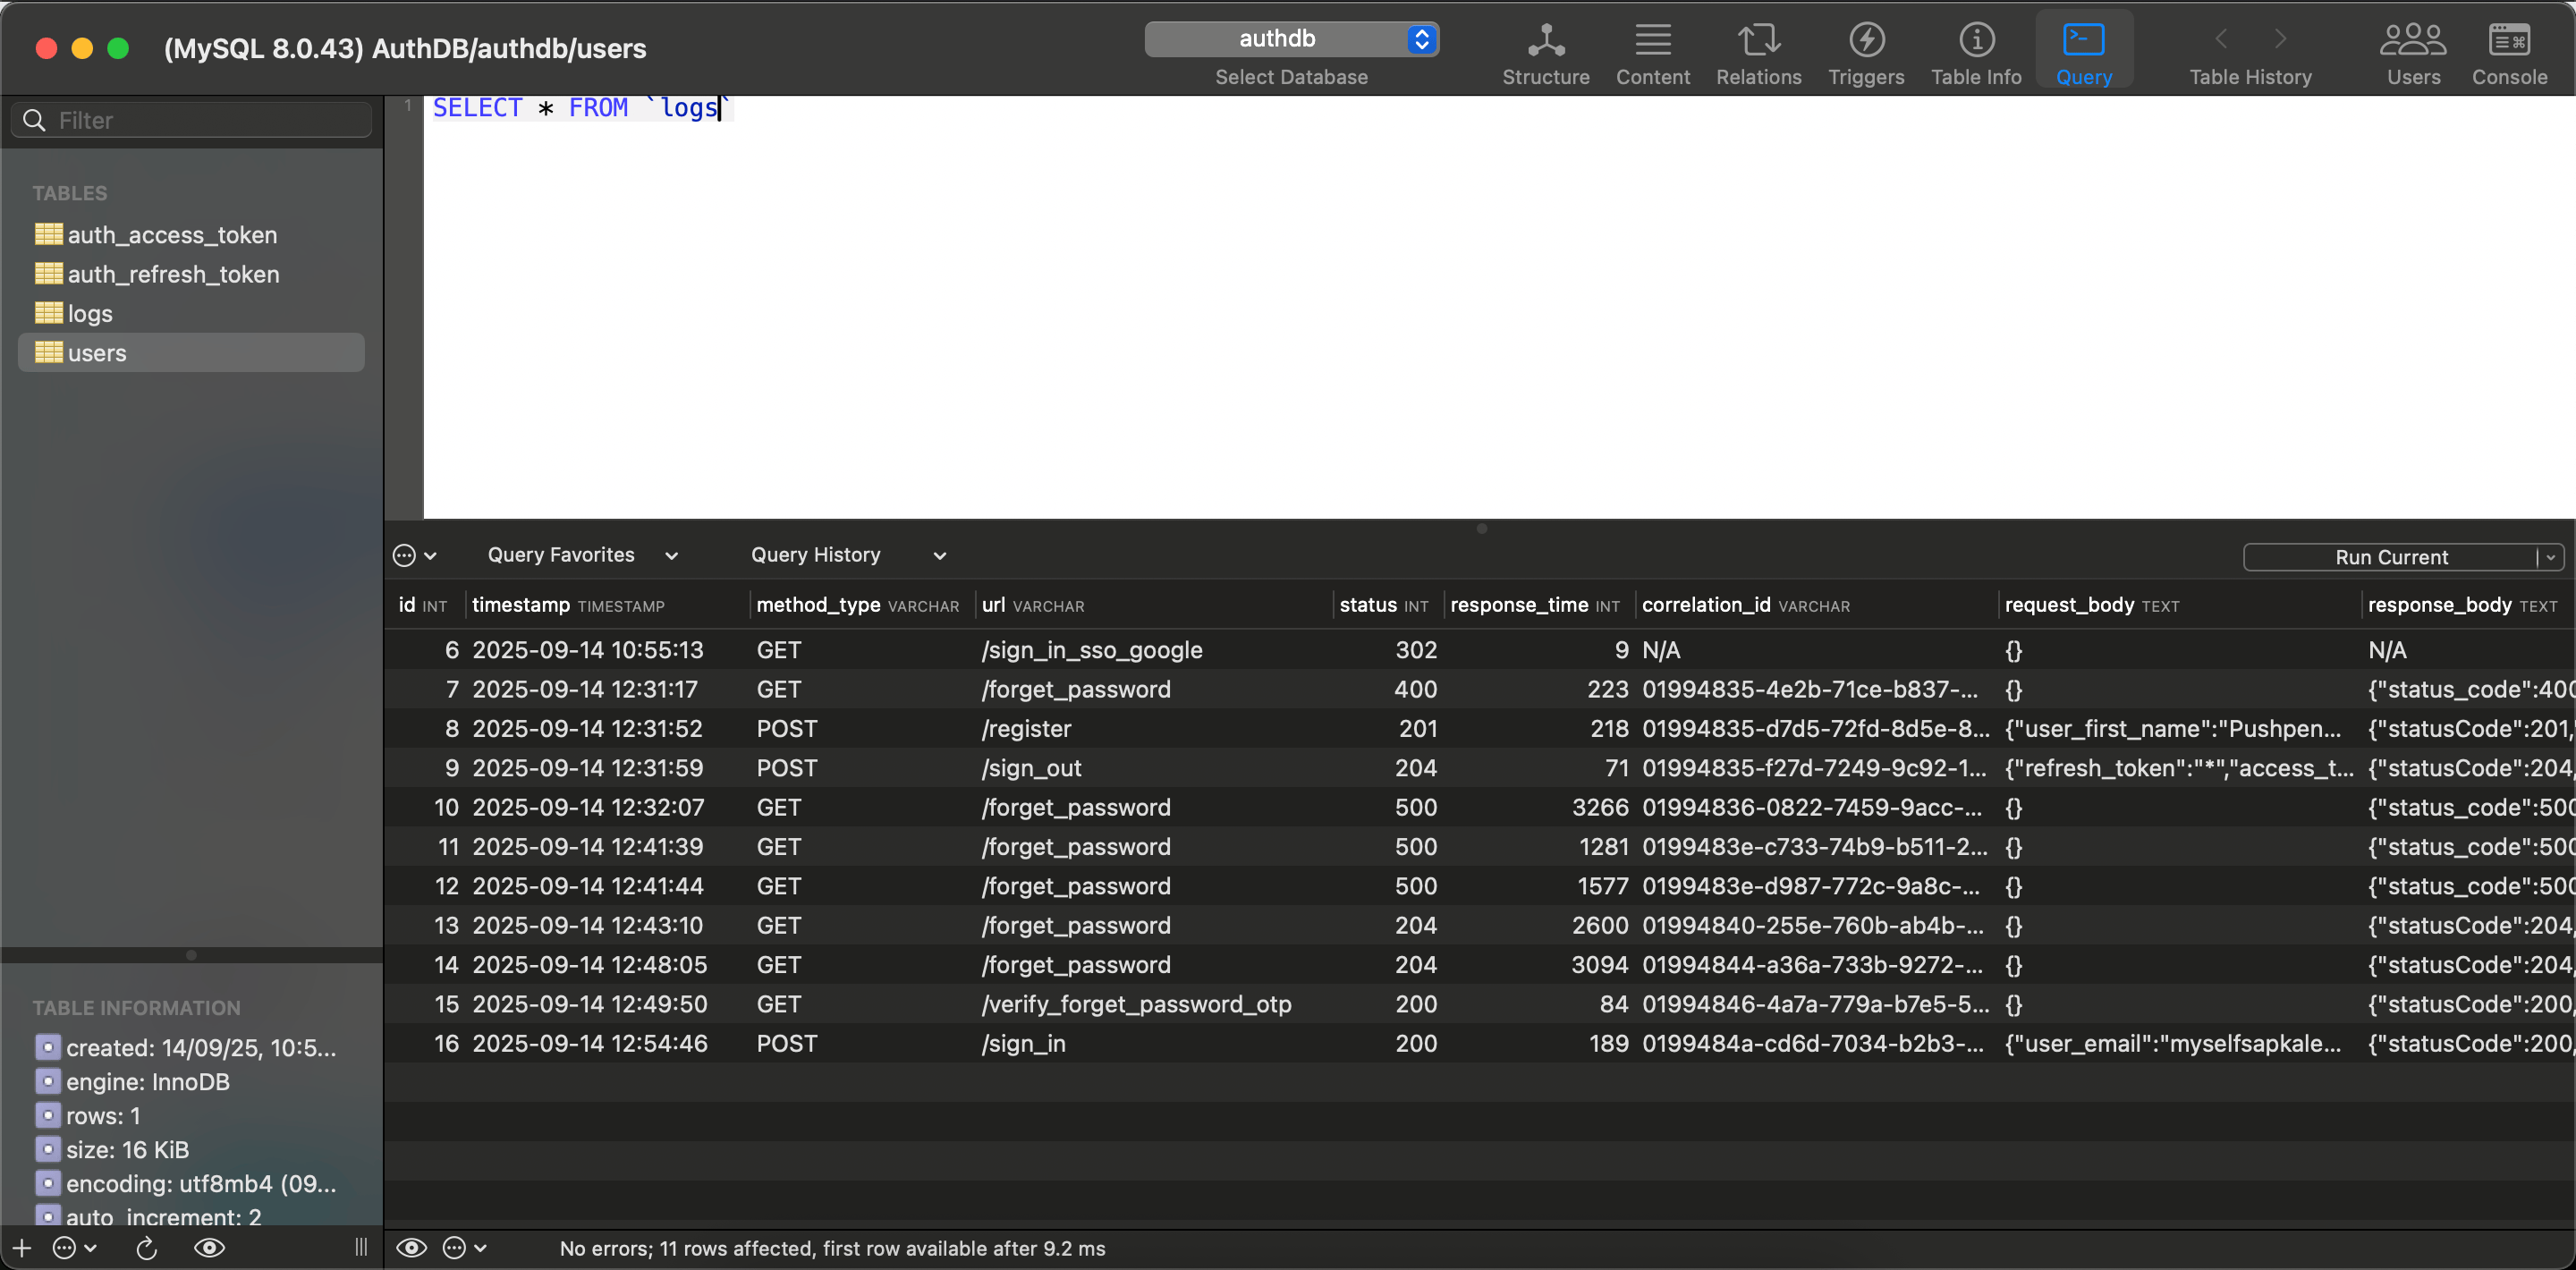 (MySQL 8.0.43) AuthDB/authdb/users
authdb
Select Database
Structure Content Relations Triggers Table Info Query Table History Users Console
Filter
TABLES
auth_access_token
auth_refresh_token
logs
users
1 SELECT * FROM `logs`
Query Favorites Query History Run Current
id INT timestamp TIMESTAMP method_type VARCHAR url VARCHAR status INT response_time INT correlation_id VARCHAR request_body TEXT response_body TEXT
6 2025-09-14 10:55:13 GET /sign_in_sso_google 302 9 N/A {} N/A
7 2025-09-14 12:31:17 GET /forget_password 400 223 01994835-4e2b-71ce-b837-... {} {"status_code":400
8 2025-09-14 12:31:52 POST /register 201 218 01994835-d7d5-72fd-8d5e-8... {"user_first_name":"Pushpen... {"statusCode":201,
9 2025-09-14 12:31:59 POST /sign_out 204 71 01994835-f27d-7249-9c92-1... {"refresh_token":"*","access_t... {"statusCode":204,
10 2025-09-14 12:32:07 GET /forget_password 500 3266 01994836-0822-7459-9acc-... {} {"status_code":500
11 2025-09-14 12:41:39 GET /forget_password 500 1281 0199483e-c733-74b9-b511-2... {} {"status_code":500
12 2025-09-14 12:41:44 GET /forget_password 500 1577 0199483e-d987-772c-9a8c-... {} {"status_code":500
13 2025-09-14 12:43:10 GET /forget_password 204 2600 01994840-255e-760b-ab4b-... {} {"statusCode":204,
14 2025-09-14 12:48:05 GET /forget_password 204 3094 01994844-a36a-733b-9272-... {} {"statusCode":204,
15 2025-09-14 12:49:50 GET /verify_forget_password_otp 200 84 01994846-4a7a-779a-b7e5-5... {} {"statusCode":200,
16 2025-09-14 12:54:46 POST /sign_in 200 189 0199484a-cd6d-7034-b2b3-... {"user_email":"myselfsapkale... {"statusCode":200,
TABLE INFORMATION
created: 14/09/25, 10:5...
engine: InnoDB
rows: 1
size: 16 KiB
encoding: utf8mb4 (09...
auto_increment: 2
No errors; 11 rows affected, first row available after 9.2 ms